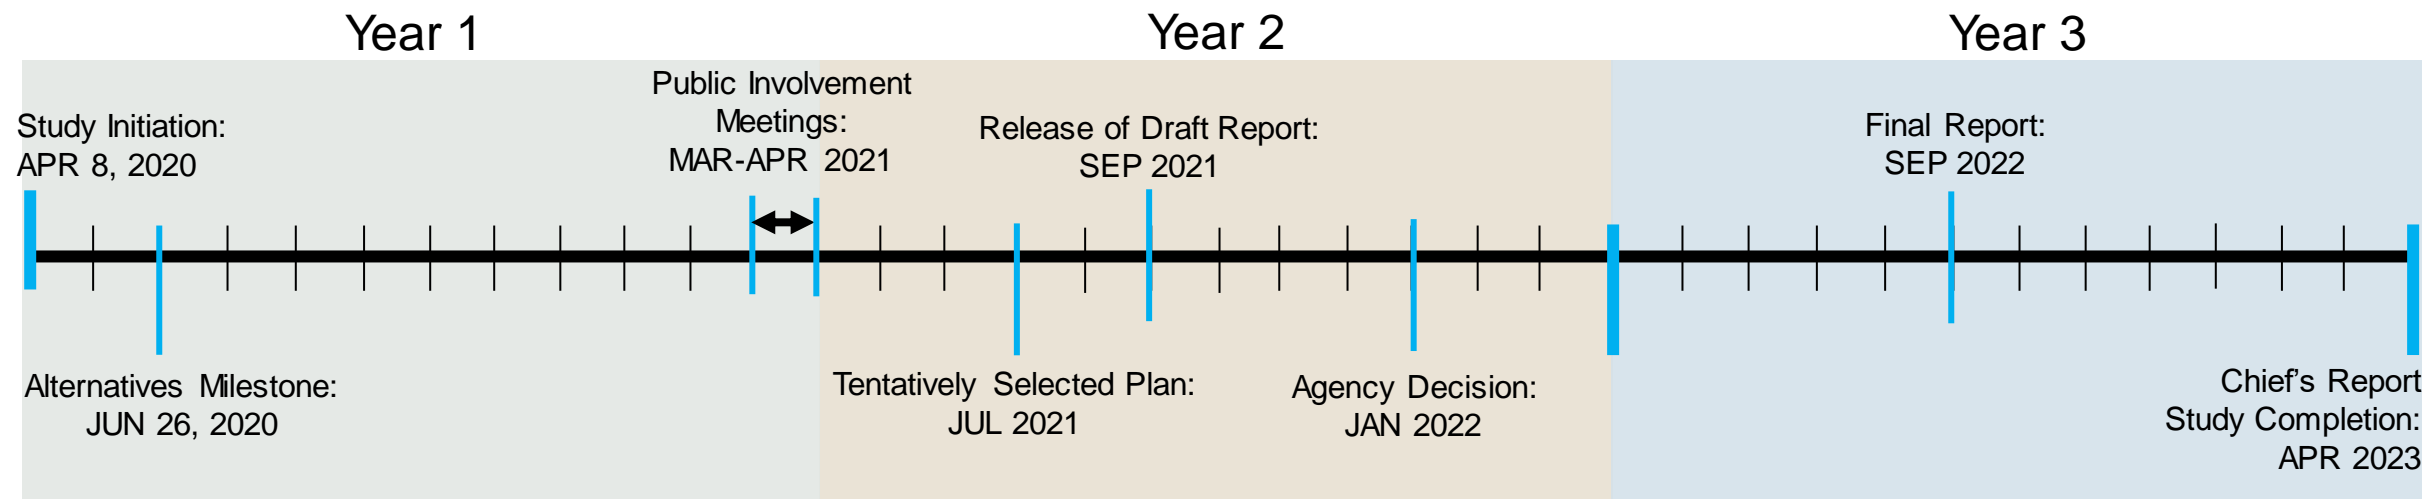 Year 1
Year 2
Year 3
Study Initiation:
APR 8, 2020
Public Involvement
Meetings:
MAR-APR 2021
Release of Draft Report:
SEP 2021
Final Report:
SEP 2022
Alternatives Milestone:
JUN 26, 2020
Tentatively Selected Plan:
JUL 2021
Agency Decision:
JAN 2022
Chief's Report
Study Completion:
APR 2023